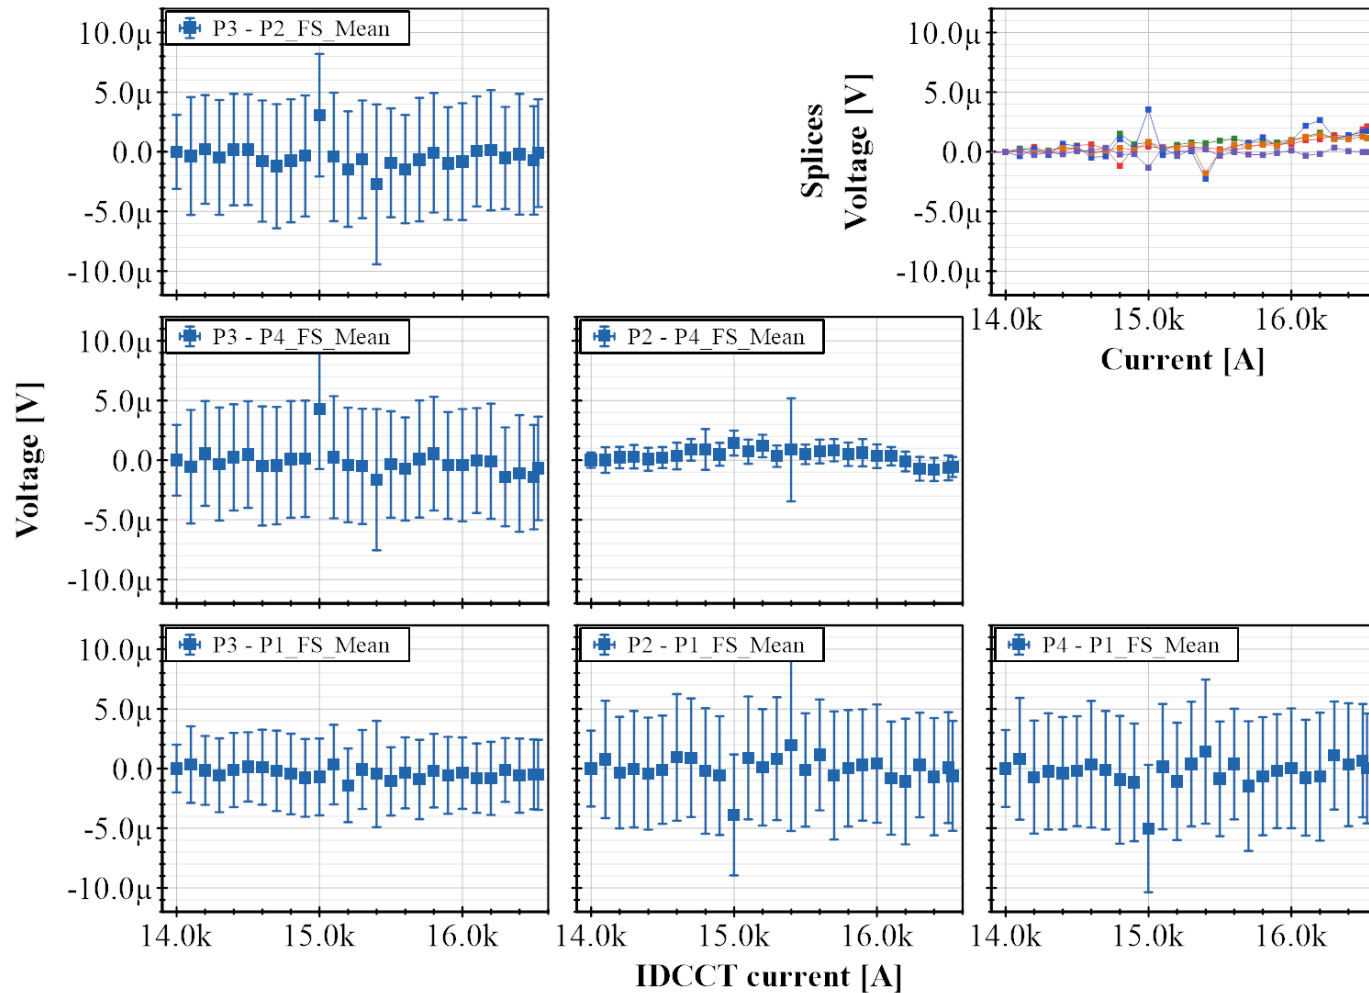 P3 - P2_FS_Mean
10.0µ
5.0µ
0.0
-5.0µ
-10.0µ
Splices
Voltage [V]
10.0µ
5.0µ
0.0
-5.0µ
-10.0µ
14.0k 15.0k 16.0k
Current [A]
Voltage [V]
P3 - P4_FS_Mean
10.0µ
5.0µ
0.0
-5.0µ
-10.0µ
P2 - P4_FS_Mean
P3 - P1_FS_Mean
10.0µ
5.0µ
0.0
-5.0µ
-10.0µ
14.0k 15.0k 16.0k
P2 - P1_FS_Mean
14.0k 15.0k 16.0k
P4 - P1_FS_Mean
14.0k 15.0k 16.0k
IDCCT current [A]